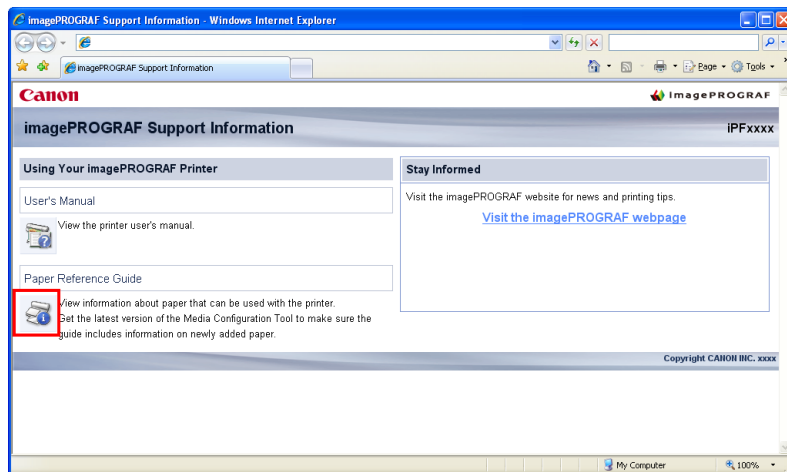 imagePROGRAF Support Information - Windows Internet Explorer
imagePROGRAF Support Information
Page
Tools
Canon
imagePROGRAF
imagePROGRAF Support Information
iPFxxxx
Using Your imagePROGRAF Printer
User's Manual
View the printer user's manual.
Paper Reference Guide
View information about paper that can be used with the printer.
Get the latest version of the Media Configuration Tool to make sure the
guide includes information on newly added paper.
Stay Informed
Visit the imagePROGRAF website for news and printing tips.
Visit the imagePROGRAF webpage
Copyright CANON INC. xxxx
My Computer
100%